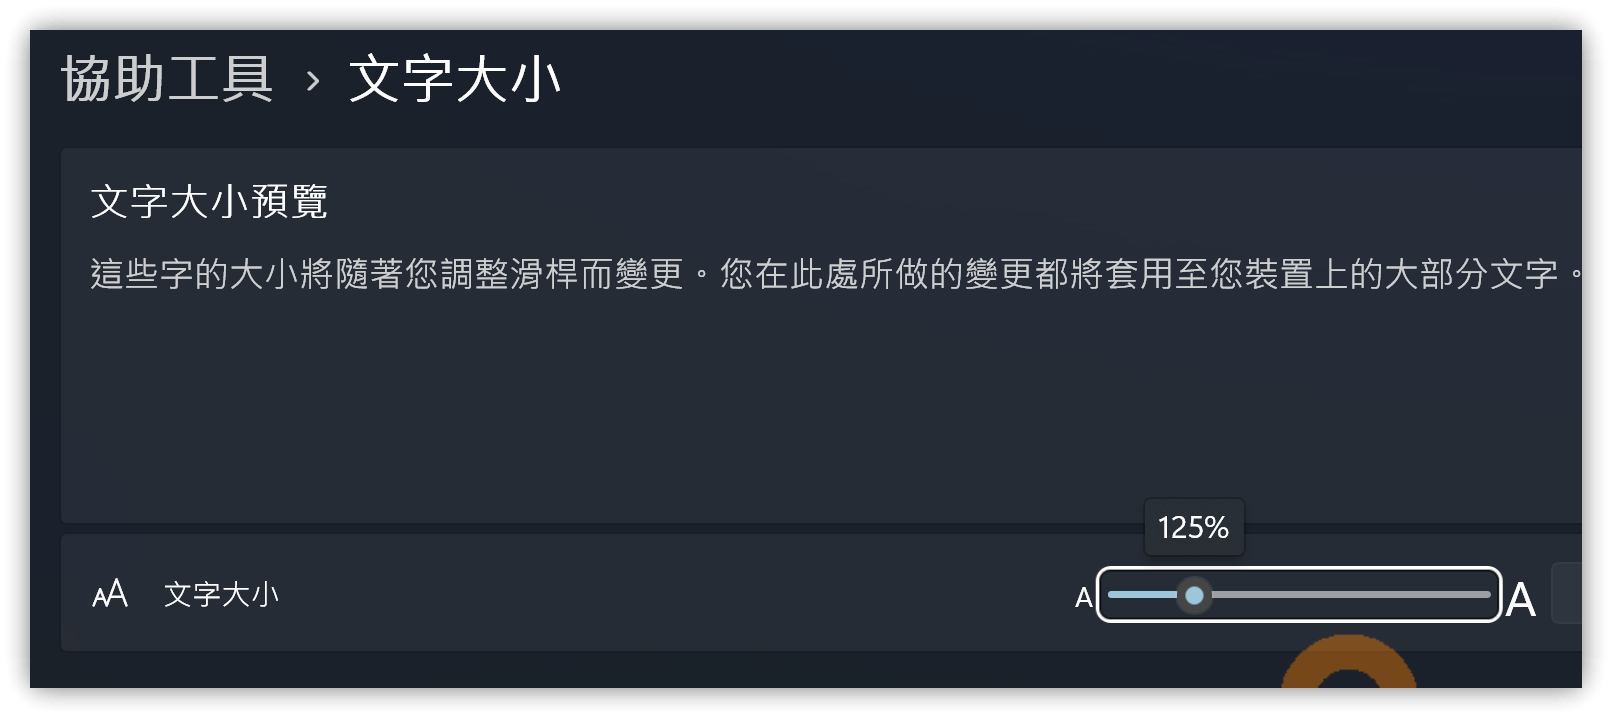 協助工具 › 文字大小
文字大小預覽
這些字的大小將隨著您調整滑桿而變更。您在此處所做的變更都將套用至您裝置上的大部分文字。
125%
AA 文字大小 A A